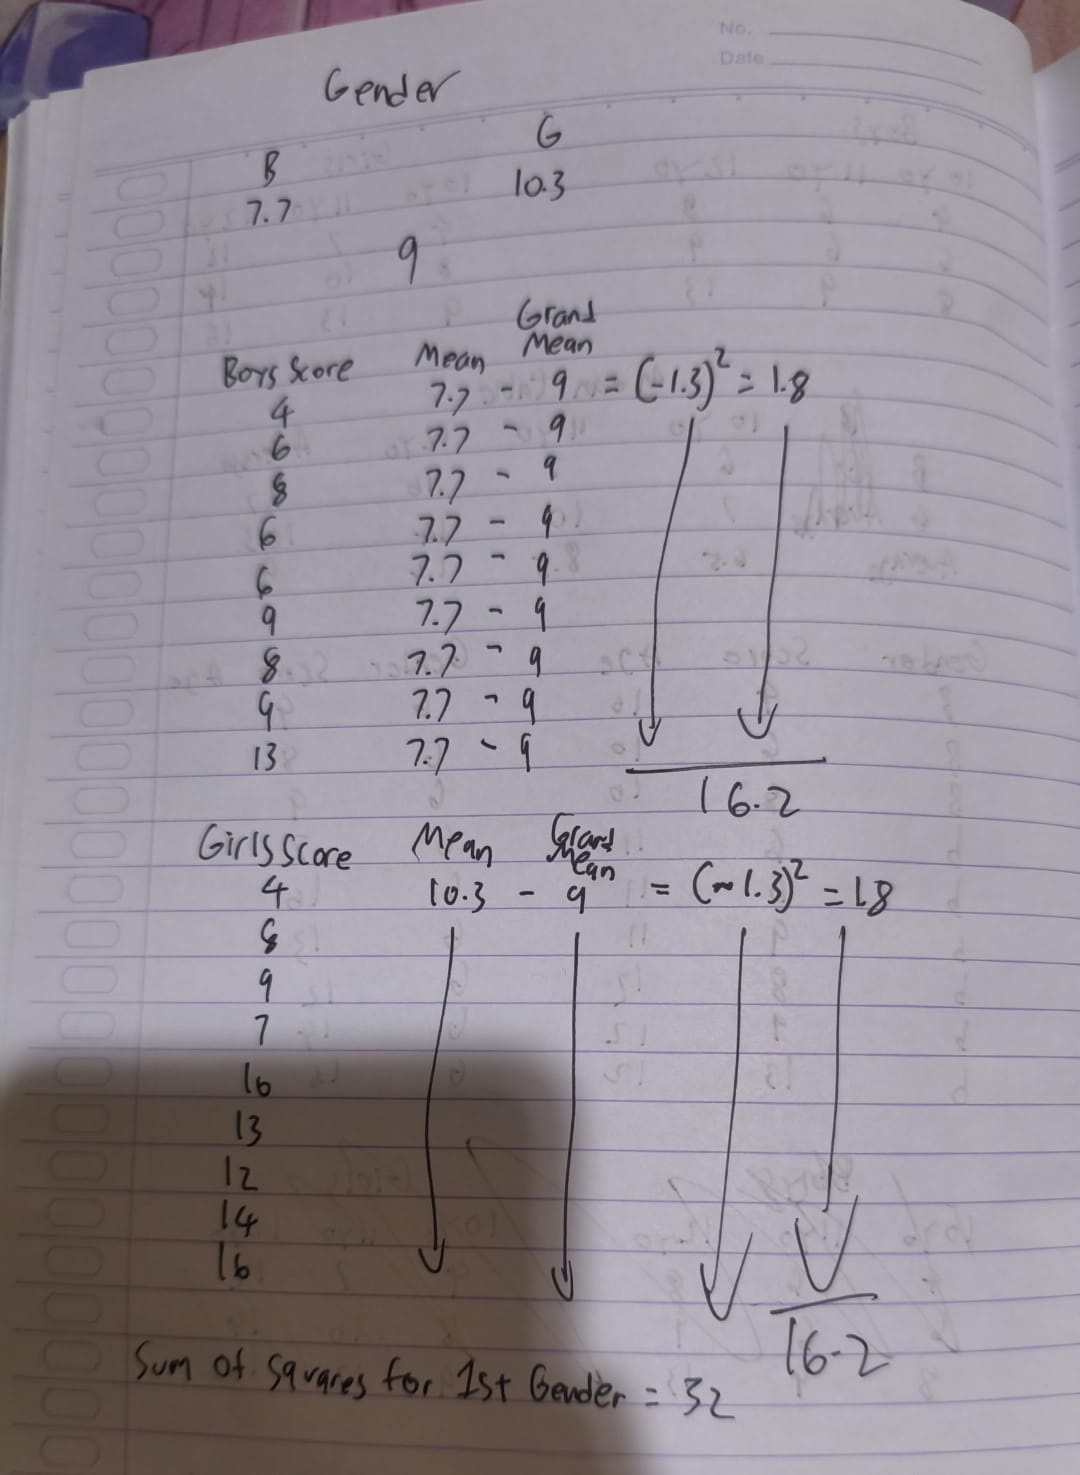 No.
Date
Gender
B G
7.7 10.3
9
Grand
Boys Score Mean Mean
4 7.7 - 9 = (-1.3)² = 1.8
6 7.7 - 9
8 7.7 - 9
6 7.7 - 9
6 7.7 - 9
9 7.7 - 9
8 7.7 - 9
9 7.7 - 9
13 7.7 - 9
16.2
Girls Score Mean Grand
Mean
4 10.3 - 9 = (-1.3)² = 1.8
8
9
7
16
13
12
14
16
16.2
Sum of squares for 1st Gender = 32